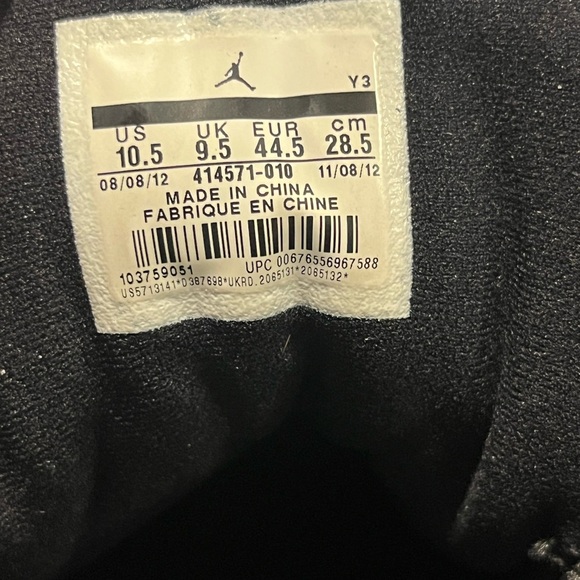 Y3
US UK EUR cm
10.5 9.5 44.5 28.5
08/08/12 414571-010 11/08/12
MADE IN CHINA
FABRIQUE EN CHINE
103759051 UPC 00676556967588
US5713141*D387698*UKRD.2065131*2065132*